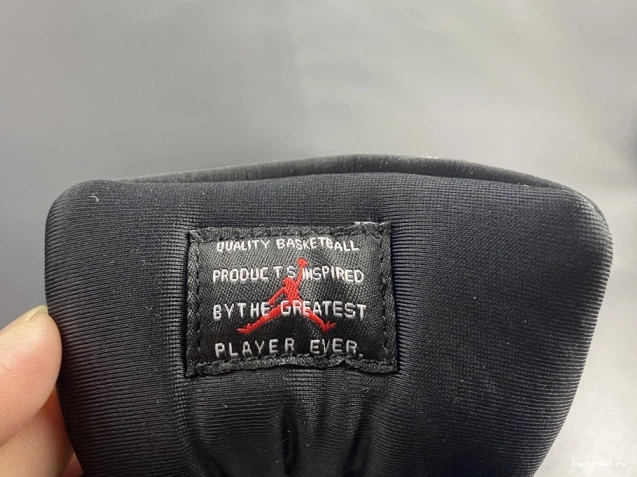 QUALITY BASKETBALL
PRODUCTS INSPIRED
BY THE GREATEST
PLAYER EVER.